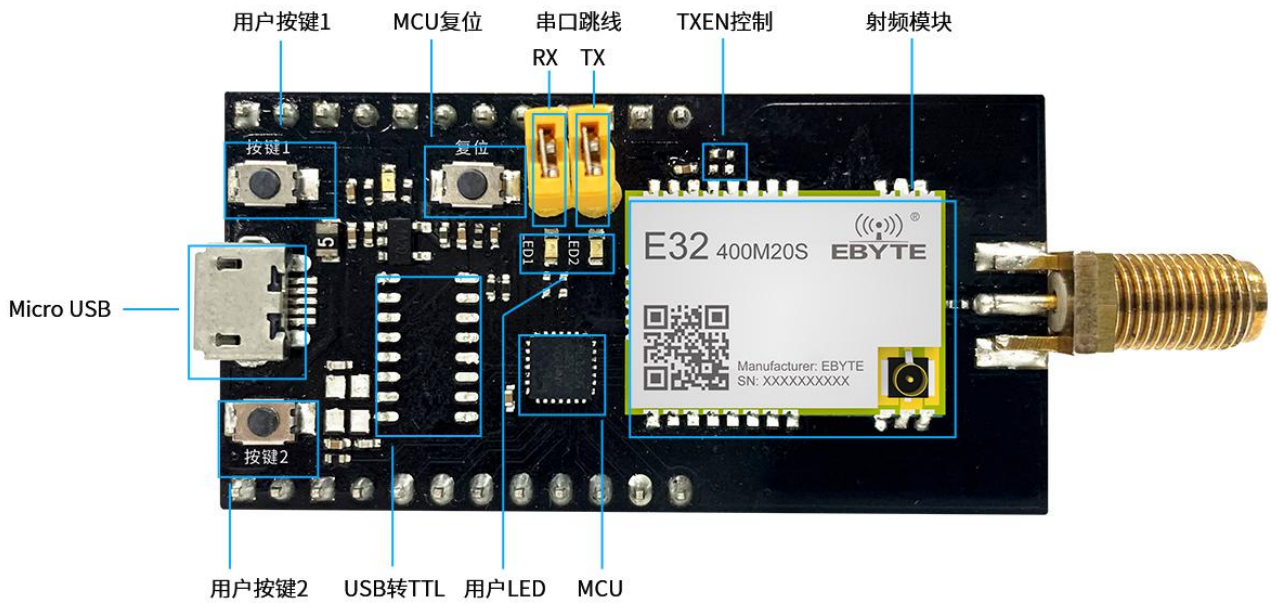 用户按键1
MCU复位
串口跳线
TXEN控制
射频模块
RX
TX
按键1
复位
E32 400M20S
EBYTE
®
LED2
Micro USB
Manufacturer: EBYTE
SN: XXXXXXXXXX
按键2
用户按键2
USB转TTL
用户LED
MCU